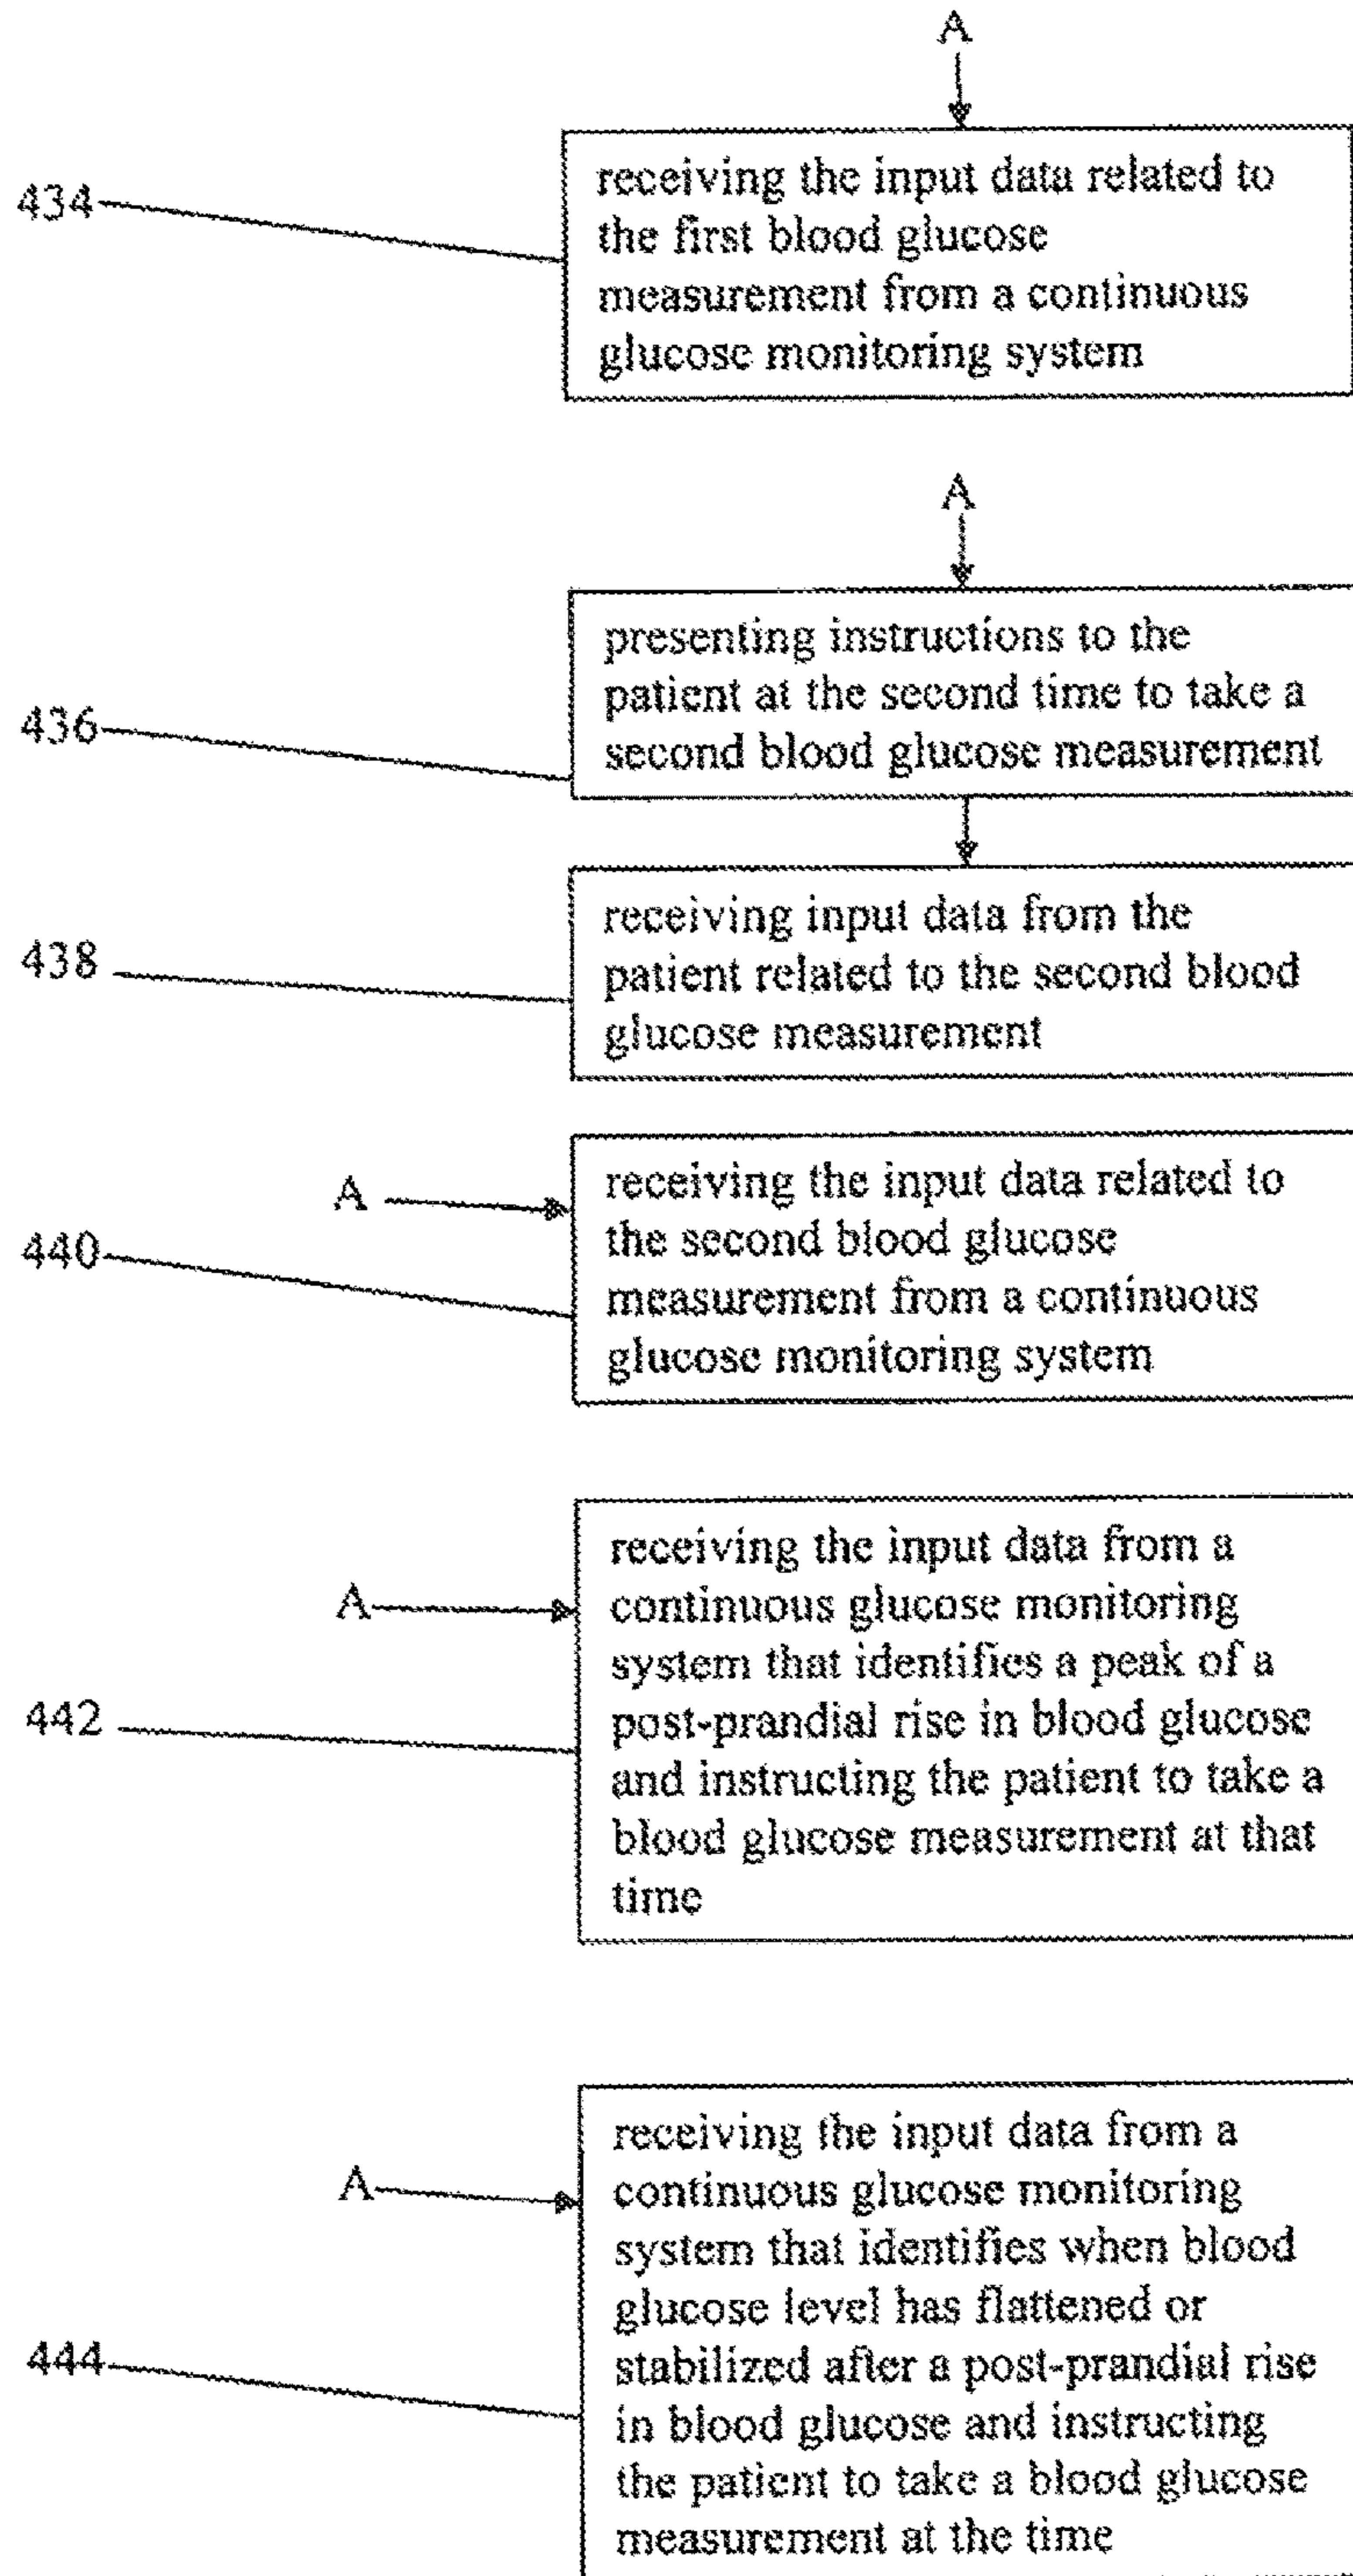 A
434
receiving the input data related to
the first blood glucose
measurement from a continuous
glucose monitoring system
A
436
presenting instructions to the
patient at the second time to take a
second blood glucose measurement
438
receiving input data from the
patient related to the second blood
glucose measurement
A
440
receiving the input data related to
the second blood glucose
measurement from a continuous
glucose monitoring system
A
442
receiving the input data from a
continuous glucose monitoring
system that identifies a peak of a
post-prandial rise in blood glucose
and instructing the patient to take a
blood glucose measurement at that
time
A
444
receiving the input data from a
continuous glucose monitoring
system that identifies when blood
glucose level has flattened or
stabilized after a post-prandial rise
in blood glucose and instructing
the patient to take a blood glucose
measurement at the time